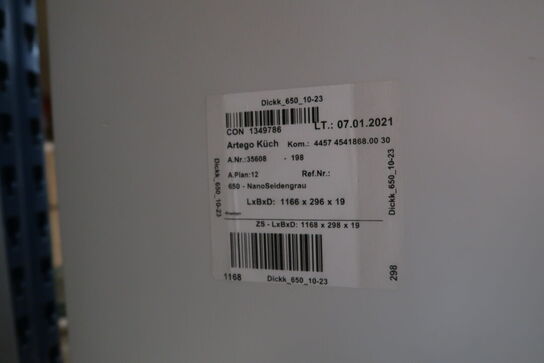 Dickk_650_10-23
CON 1349786
LT.: 07.01.2021
Artego Küch Kom.: 4457 4541868.00 30
A.Nr.:35608 - 198
A.Plan:12 Ref.Nr.:
650 - NanoSeidengrau
LxBxD: 1166 x 296 x 19
ZS - LxBxD: 1168 x 298 x 19
1168
Dickk_650_10-23
298
Dickk_650_10-23
Dickk_650_10-23